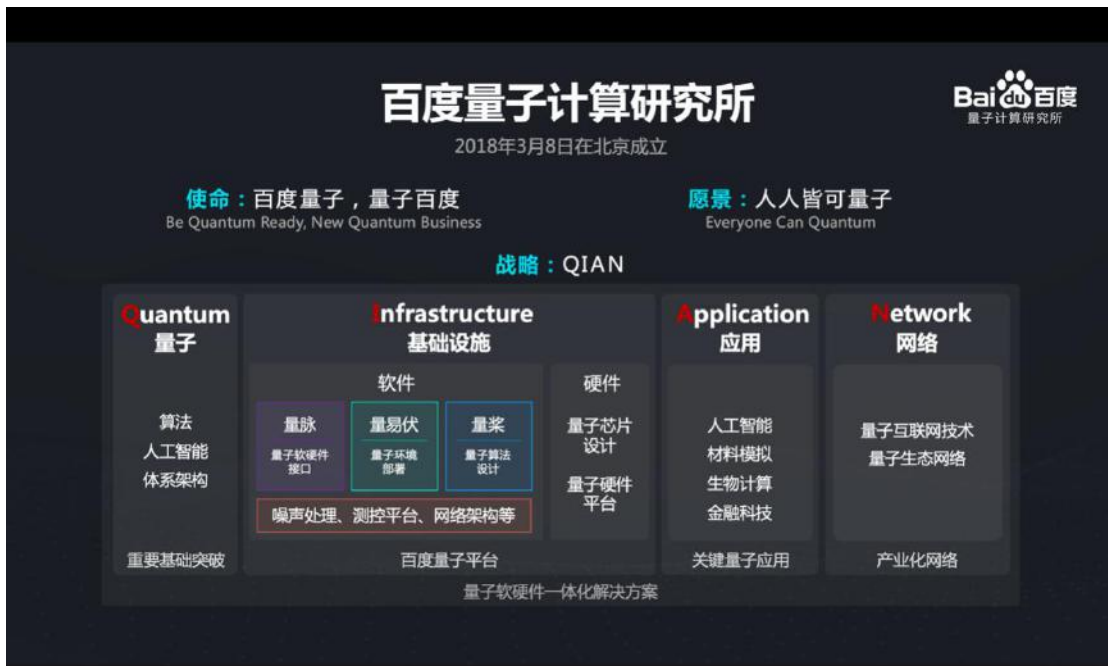 百度量子计算研究所
Bai du 百度
量子计算研究所
2018年3月8日在北京成立
使命：百度量子，量子百度
Be Quantum Ready, New Quantum Business
愿景：人人皆可量子
Everyone Can Quantum
战略：QIAN
Quantum
量子
算法
人工智能
体系架构
重要基础突破
Infrastructure
基础设施
软件
量脉
量子软硬件
接口
量易伏
量子环境
部署
量桨
量子算法
设计
噪声处理、测控平台、网络架构等
硬件
量子芯片
设计
量子硬件
平台
百度量子平台
Application
应用
人工智能
材料模拟
生物计算
金融科技
关键量子应用
Network
网络
量子互联网技术
量子生态网络
产业化网络
量子软硬件一体化解决方案